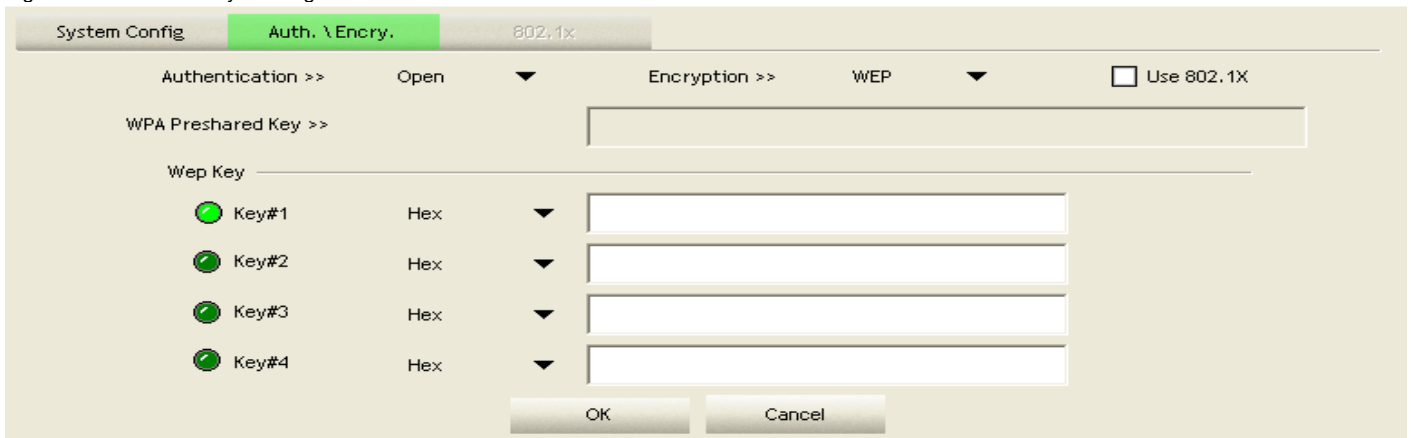 System Config Auth. \ Encry. 802.1x
Authentication >> Open Encryption >> WEP Use 802.1X
WPA Preshared Key >>
Wep Key
Key#1 Hex
Key#2 Hex
Key#3 Hex
Key#4 Hex
OK Cancel